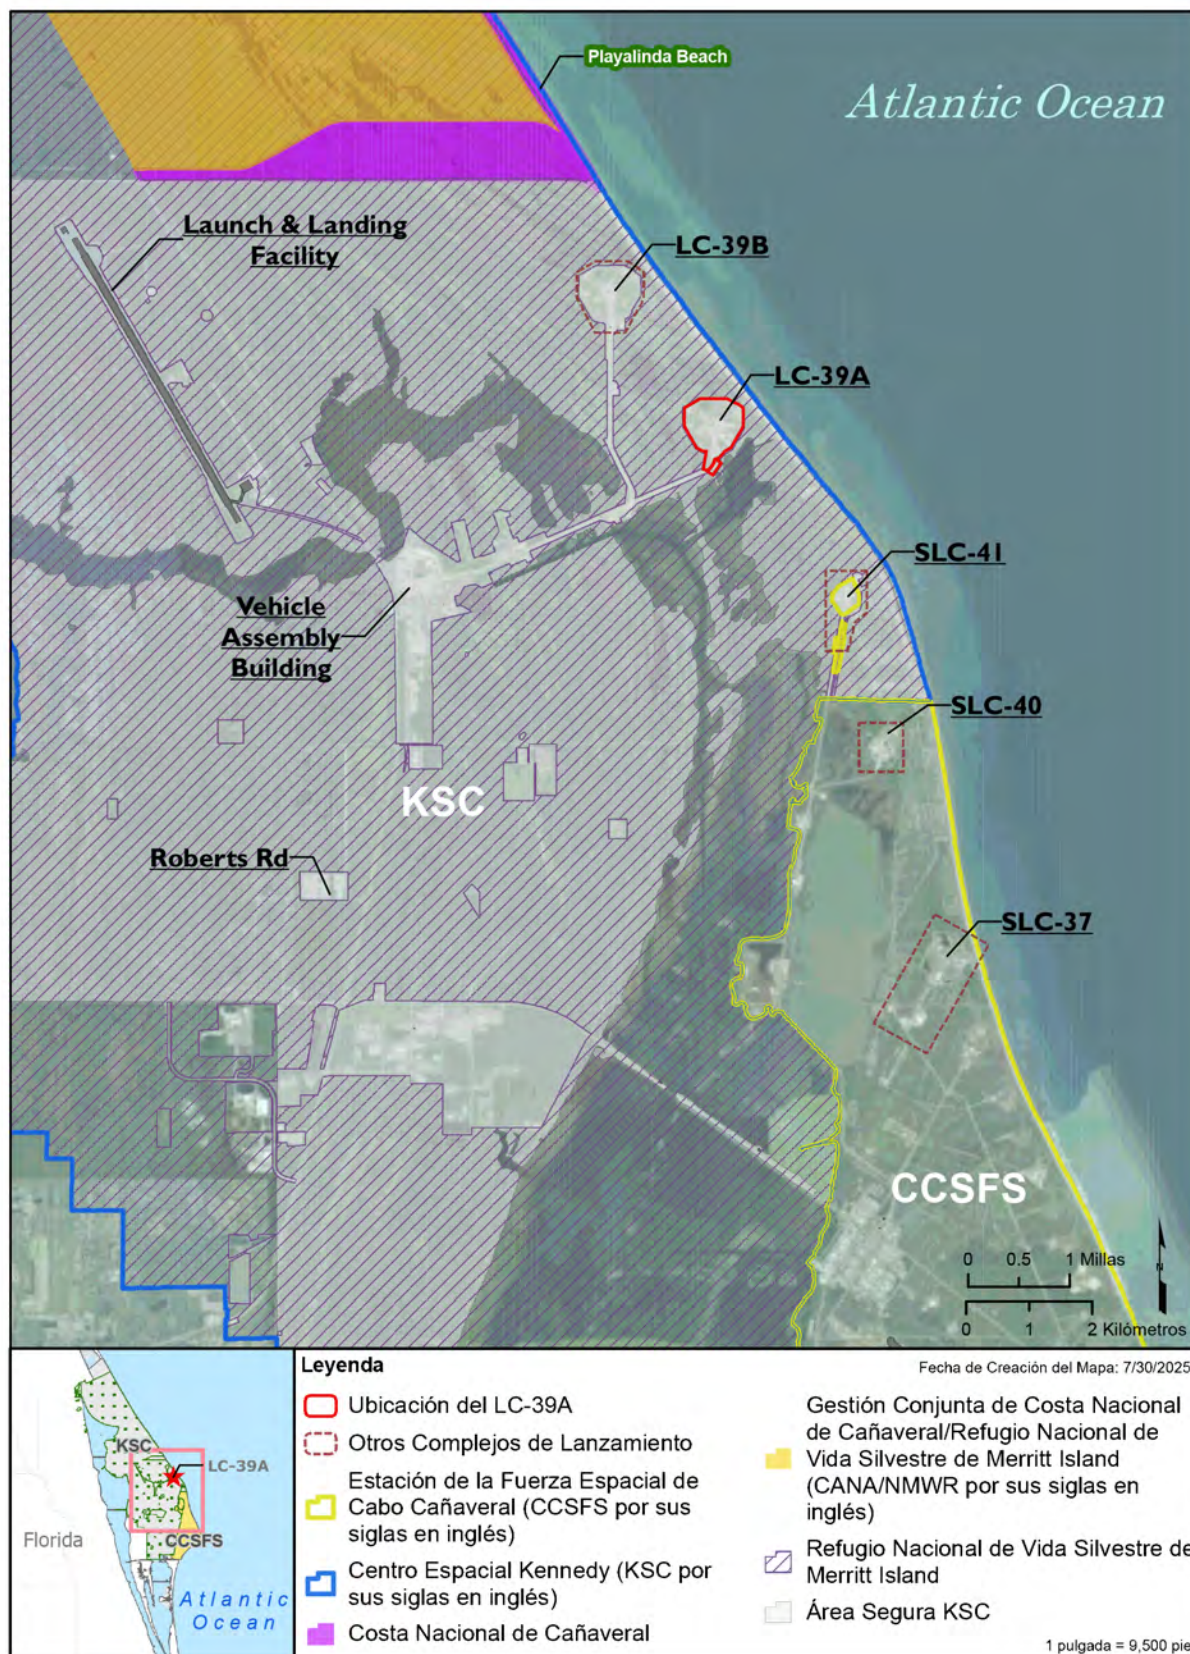 Playalinda Beach
Atlantic Ocean
Launch & Landing
Facility
LC-39B
LC-39A
SLC-41
Vehicle
Assembly
Building
SLC-40
KSC
Roberts Rd
SLC-37
CCSFS
0 0.5 1 Millas
N
0 1 2 Kilómetros
KSC
LC-39A
Florida
CCSFS
Atlantic
Ocean
Leyenda
Ubicación del LC-39A
Otros Complejos de Lanzamiento
Estación de la Fuerza Espacial de
Cabo Cañaveral (CCSFS por sus
siglas en inglés)
Centro Espacial Kennedy (KSC por
sus siglas en inglés)
Costa Nacional de Cañaveral
Fecha de Creación del Mapa: 7/30/2025
Gestión Conjunta de Costa Nacional
de Cañaveral/Refugio Nacional de
Vida Silvestre de Merritt Island
(CANA/NMWR por sus siglas en
inglés)
Refugio Nacional de Vida Silvestre de
Merritt Island
Área Segura KSC
1 pulgada = 9,500 pie